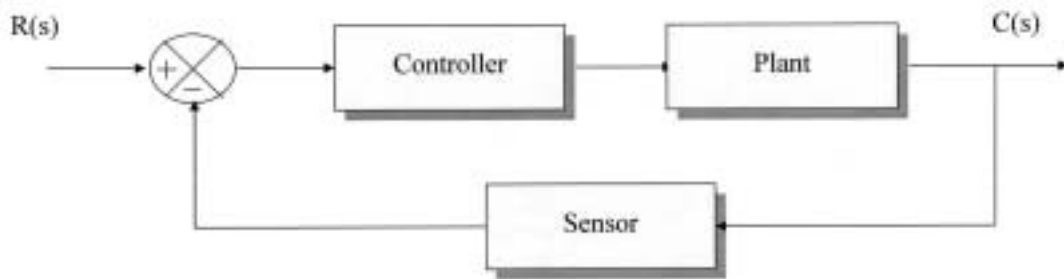 R(s)
C(s)
+
−
Controller
Plant
Sensor